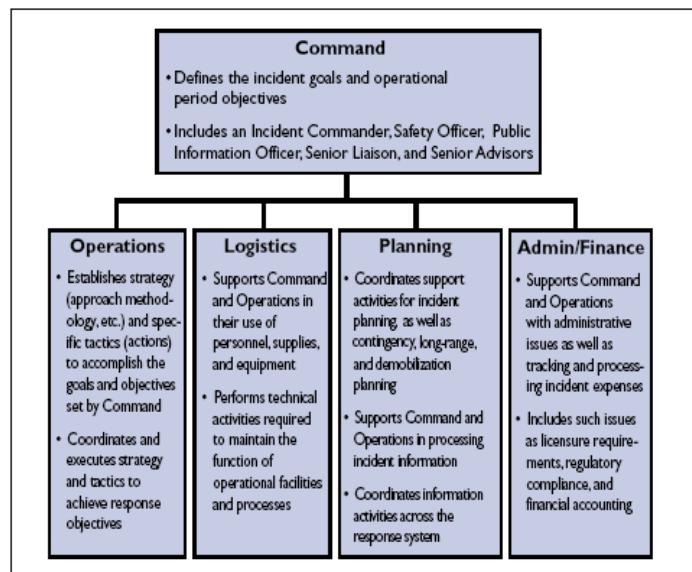 Command
• Defines the incident goals and operational
period objectives
• Includes an Incident Commander, Safety Officer, Public
Information Officer, Senior Liaison, and Senior Advisors
Operations
• Establishes strategy
(approach method-
ology, etc.) and spec-
ific tactics (actions)
to accomplish the
goals and objectives
set by Command
• Coordinates and
executes strategy
and tactics to
achieve response
objectives
Logistics
• Supports Command
and Operations in
their use of
personnel, supplies,
and equipment
• Performs technical
activities required
to maintain the
function of
operational facilities
and processes
Planning
• Coordinates support
activities for incident
planning, as well as
contingency, long-range,
and demobilization
planning
• Supports Command and
Operations in processing
incident information
• Coordinates information
activities across the
response system
Admin/Finance
• Supports Command
and Operations
with administrative
issues as well as
tracking and process-
ing incident expenses
• Includes such issues
as licensure require-
ments, regulatory
compliance, and
financial accounting